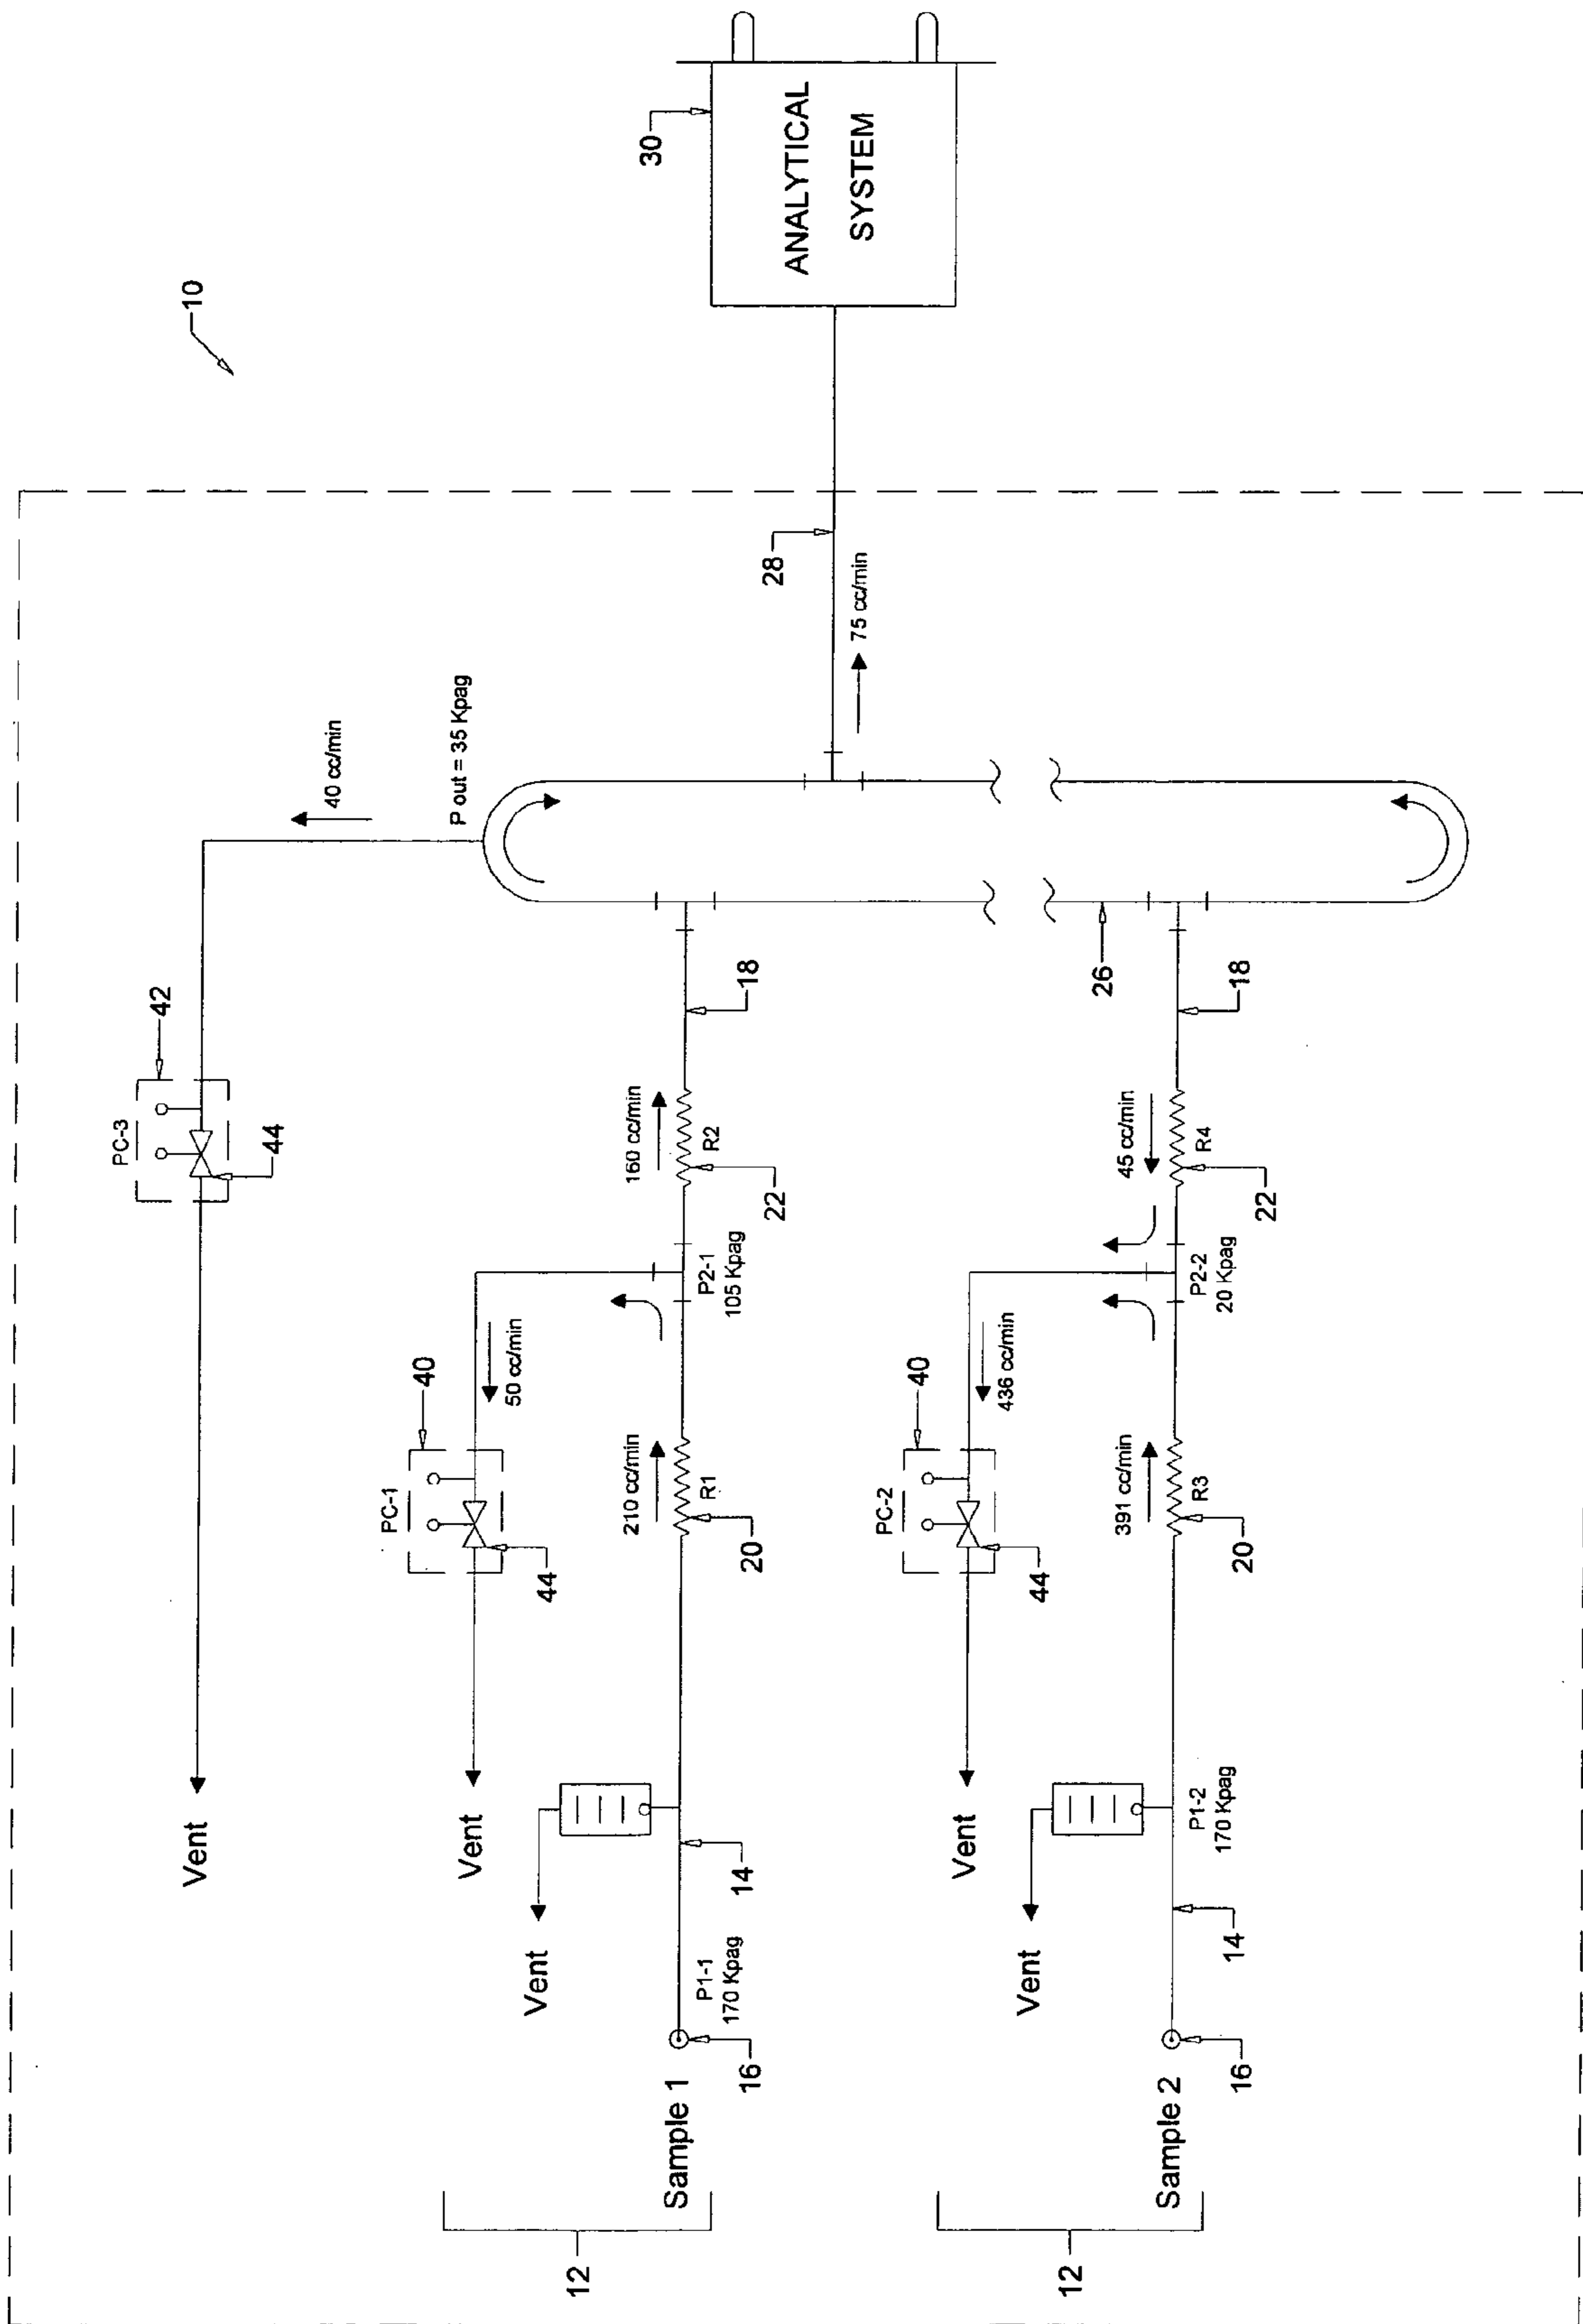 10
42
PC-3
44
Vent
40 cc/min
P out = 35 Kpag
30
ANALYTICAL
SYSTEM
28
75 cc/min
12
Sample 1
16
P1-1
170 Kpag
Vent
14
Vent
PC-1
40
44
50 cc/min
210 cc/min
R1
20
P2-1
105 Kpag
160 cc/min
R2
22
18
26
12
Sample 2
16
Vent
14
P1-2
170 Kpag
Vent
PC-2
40
44
436 cc/min
391 cc/min
R3
20
P2-2
20 Kpag
45 cc/min
R4
22
18